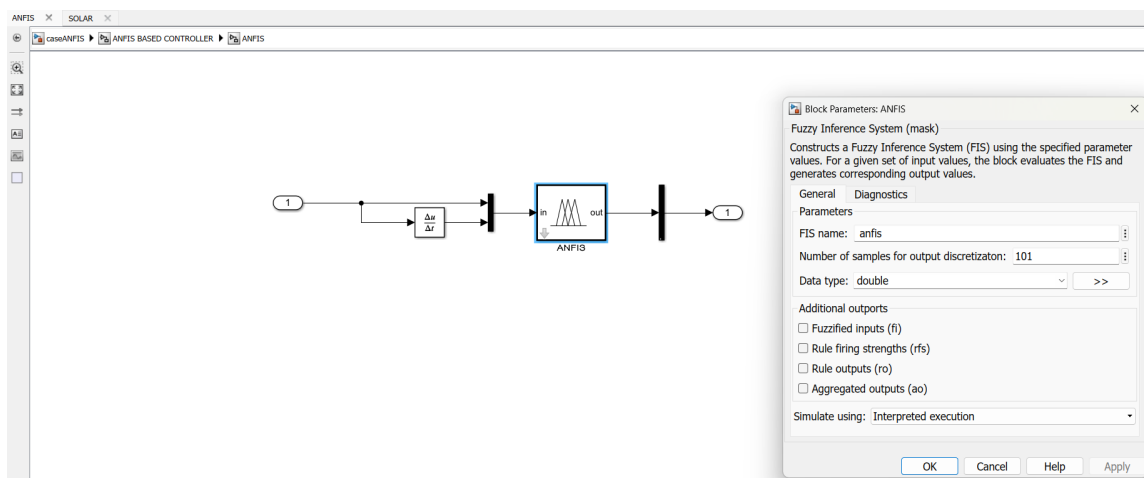 ANFIS
SOLAR
caseANFIS
ANFIS BASED CONTROLLER
ANFIS
1
Δu
Δt
in
out
ANFIS
1
Block Parameters: ANFIS
Fuzzy Inference System (mask)
Constructs a Fuzzy Inference System (FIS) using the specified parameter
values. For a given set of input values, the block evaluates the FIS and
generates corresponding output values.
General
Diagnostics
Parameters
FIS name: anfis
Number of samples for output discretizaton: 101
Data type: double
>>
Additional outports
Fuzzified inputs (fi)
Rule firing strengths (rfs)
Rule outputs (ro)
Aggregated outputs (ao)
Simulate using: Interpreted execution
OK
Cancel
Help
Apply